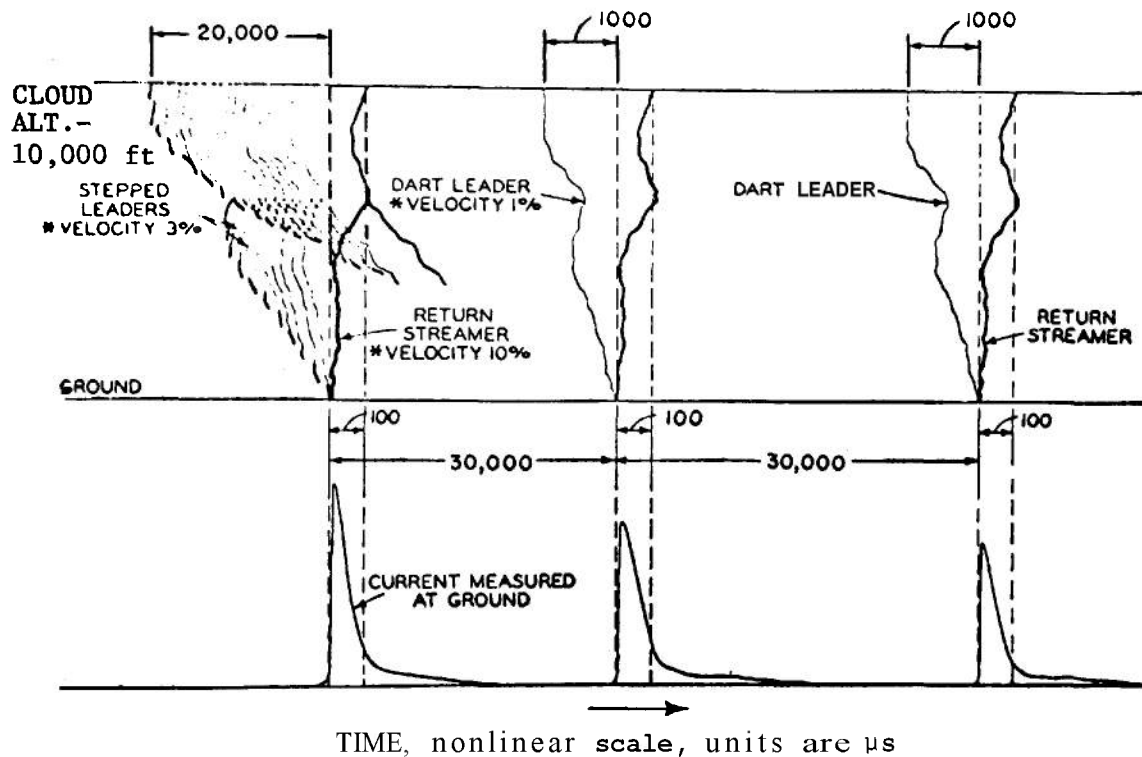 1000
1000
20,000
CLOUD
ALT.-
10,000 ft
STEPPED
LEADERS
*VELOCITY 3%
DART LEADER
*VELOCITY 1%
DART LEADER
RETURN
STREAMER
*VELOCITY 10%
RETURN
STREAMER
GROUND
100
100
100
30,000
30,000
CURRENT MEASURED
AT GROUND
TIME, nonlinear scale, units are µs